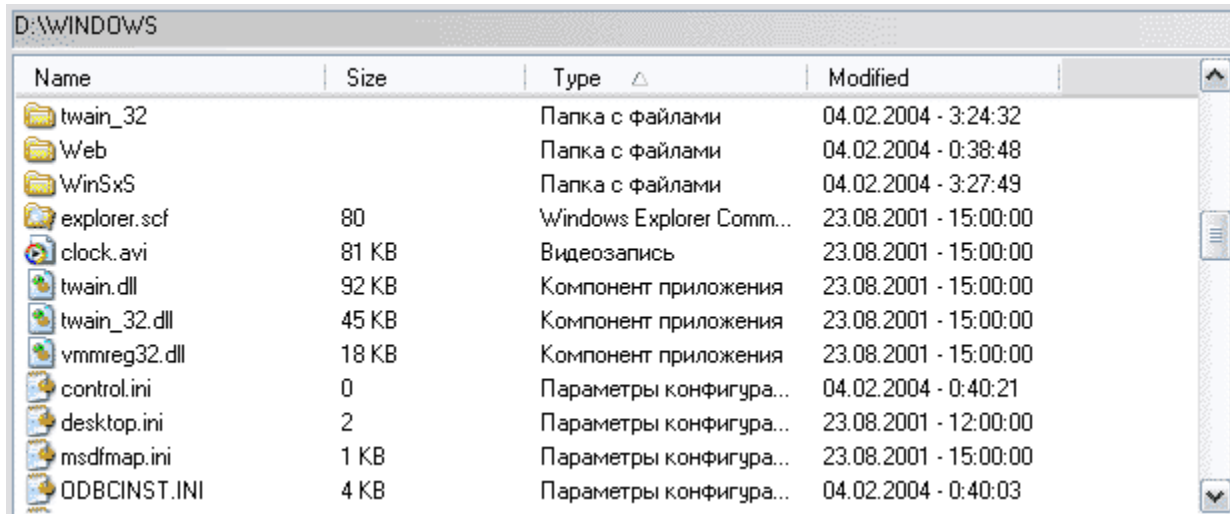 D:\WINDOWS
Name Size Type Modified
twain_32 Папка с файлами 04.02.2004 - 3:24:32
Web Папка с файлами 04.02.2004 - 0:38:48
WinSxS Папка с файлами 04.02.2004 - 3:27:49
explorer.scf 80 Windows Explorer Comm... 23.08.2001 - 15:00:00
clock.avi 81 KB Видеозапись 23.08.2001 - 15:00:00
twain.dll 92 KB Компонент приложения 23.08.2001 - 15:00:00
twain_32.dll 45 KB Компонент приложения 23.08.2001 - 15:00:00
vmmreg32.dll 18 KB Компонент приложения 23.08.2001 - 15:00:00
control.ini 0 Параметры конфигура... 04.02.2004 - 0:40:21
desktop.ini 2 Параметры конфигура... 23.08.2001 - 12:00:00
msdfmap.ini 1 KB Параметры конфигура... 23.08.2001 - 15:00:00
ODBCINST.INI 4 KB Параметры конфигура... 04.02.2004 - 0:40:03